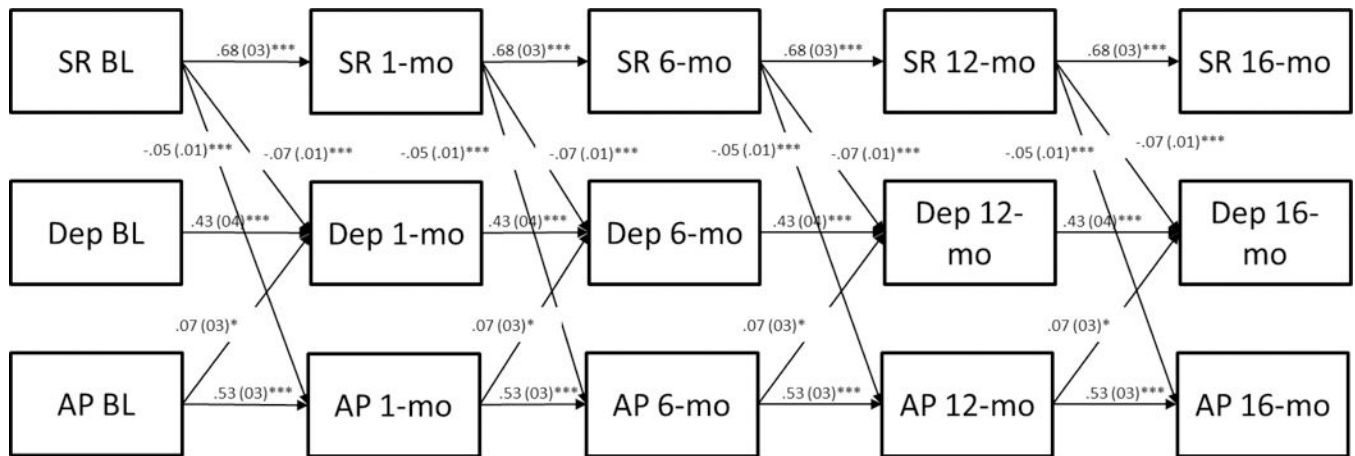 SR BL .68 (03)*** SR 1-mo .68 (03)*** SR 6-mo .68 (03)*** SR 12-mo .68 (03)*** SR 16-mo
-.05 (.01)*** -.07 (.01)*** -.05 (.01)*** -.07 (.01)*** -.05 (.01)*** -.07 (.01)*** -.05 (.01)*** -.07 (.01)***
Dep BL .43 (04)*** Dep 1-mo .43 (04)*** Dep 6-mo .43 (04)*** Dep 12-
mo .43 (04)*** Dep 16-
mo
.07 (03)* .07 (03)* .07 (03)* .07 (03)*
AP BL .53 (03)*** AP 1-mo .53 (03)*** AP 6-mo .53 (03)*** AP 12-mo .53 (03)*** AP 16-mo